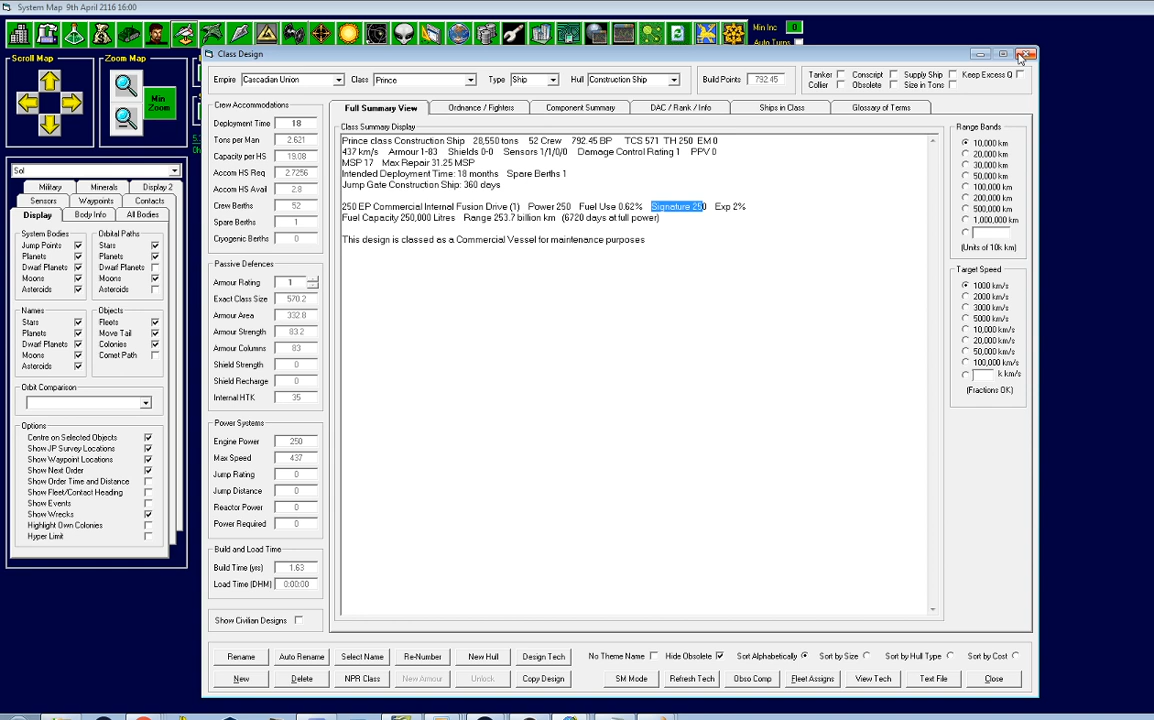 System Map 9th April 2116 16:00
Min Inc 0
Auto Turns
Scroll Map
Zoom Map
Min Zoom
Class Design
Empire Cascadian Union Class Prince Type Ship Hull Construction Ship Build Points 792.45
Tanker Conscript Supply Ship Keep Excess Q
Collier Obsolete Size in Tons
Full Summary View Ordnance / Fighters Component Summary DAC / Rank / Info Ships in Class Glossary of Terms
Crew Accommodations
Deployment Time 18
Tons per Man 2.621
Capacity per HS 19.08
Accom HS Req 2.7256
Accom HS Avail 2.8
Crew Berths 52
Spare Berths 1
Cryogenic Berths 0
Passive Defences
Armour Rating 1
Exact Class Size 570.2
Armour Area 332.8
Armour Strength 83.2
Armour Columns 83
Shield Strength 0
Shield Recharge 0
Internal HTK 35
Power Systems
Engine Power 250
Max Speed 437
Jump Rating 0
Jump Distance 0
Reactor Power 0
Power Required 0
Build and Load Time
Build Time (yrs) 1.63
Load Time (DHM) 0:00:00
Show Civilian Designs
Class Summary Display
Prince class Construction Ship 28,550 tons 52 Crew 792.45 BP TCS 571 TH 250 EM 0
437 km/s Armour 1-83 Shields 0-0 Sensors 1/1/0/0 Damage Control Rating 1 PPV 0
MSP 17 Max Repair 31.25 MSP
Intended Deployment Time: 18 months Spare Berths 1
Jump Gate Construction Ship: 360 days
250 EP Commercial Internal Fusion Drive (1) Power 250 Fuel Use 0.62% Signature 250 Exp 2%
Fuel Capacity 250,000 Litres Range 253.7 billion km (6720 days at full power)
This design is classed as a Commercial Vessel for maintenance purposes
Range Bands
10,000 km
20,000 km
30,000 km
50,000 km
100,000 km
200,000 km
500,000 km
1,000,000 km
(Units of 10k km)
Target Speed
1000 km/s
2000 km/s
3000 km/s
5000 km/s
10,000 km/s
20,000 km/s
50,000 km/s
100,000 km/s
k km/s
(Fractions OK)
Sol
Military Minerals Display 2
Sensors Waypoints Contacts
Display Body Info All Bodies
System Bodies
Jump Points
Planets
Dwarf Planets
Moons
Asteroids
Orbital Paths
Stars
Planets
Dwarf Planets
Moons
Asteroids
Names
Stars
Planets
Dwarf Planets
Moons
Asteroids
Objects
Fleets
Move Tail
Colonies
Comet Path
Orbit Comparison
Options
Centre on Selected Objects
Show JP Survey Locations
Show Waypoint Locations
Show Next Order
Show Order Time and Distance
Show Fleet/Contact Heading
Show Events
Show Wrecks
Highlight Own Colonies
Hyper Limit
Rename Auto Rename Select Name Re-Number New Hull Design Tech No Theme Name Hide Obsolete Sort Alphabetically Sort by Size Sort by Hull Type Sort by Cost
New Delete NPR Class New Armour Unlock Copy Design SM Mode Refresh Tech Obso Comp Fleet Assigns View Tech Text File Close